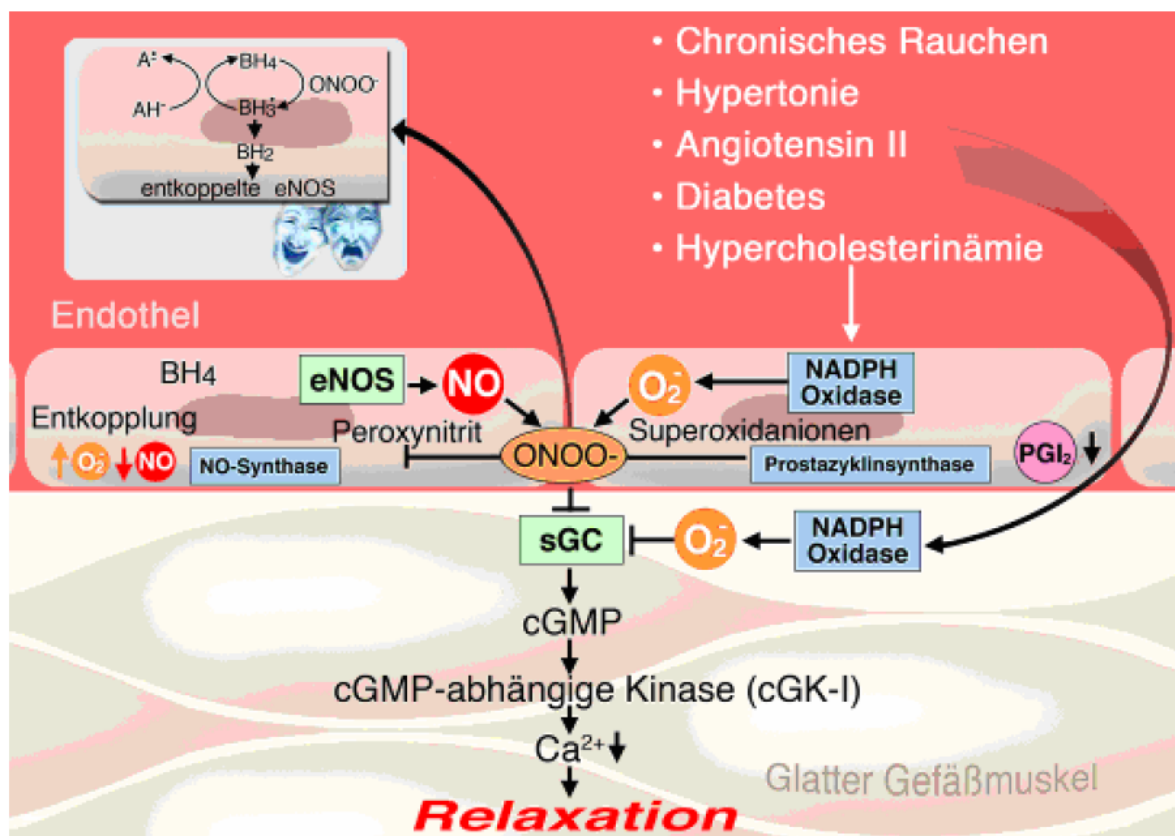 A•̄
BH4
ONOO-
AH-
BH3•
BH2
entkoppelte eNOS
• Chronisches Rauchen
• Hypertonie
• Angiotensin II
• Diabetes
• Hypercholesterinämie
Endothel
BH4
eNOS
NO
O2-
NADPH
Oxidase
Entkopplung
Peroxynitrit
ONOO-
Superoxidanionen
O2- NO
NO-Synthase
Prostazyklinsynthase
PGI2
sGC
O2-
NADPH
Oxidase
cGMP
cGMP-abhängige Kinase (cGK-I)
Ca2+
Glatter Gefäßmuskel
Relaxation